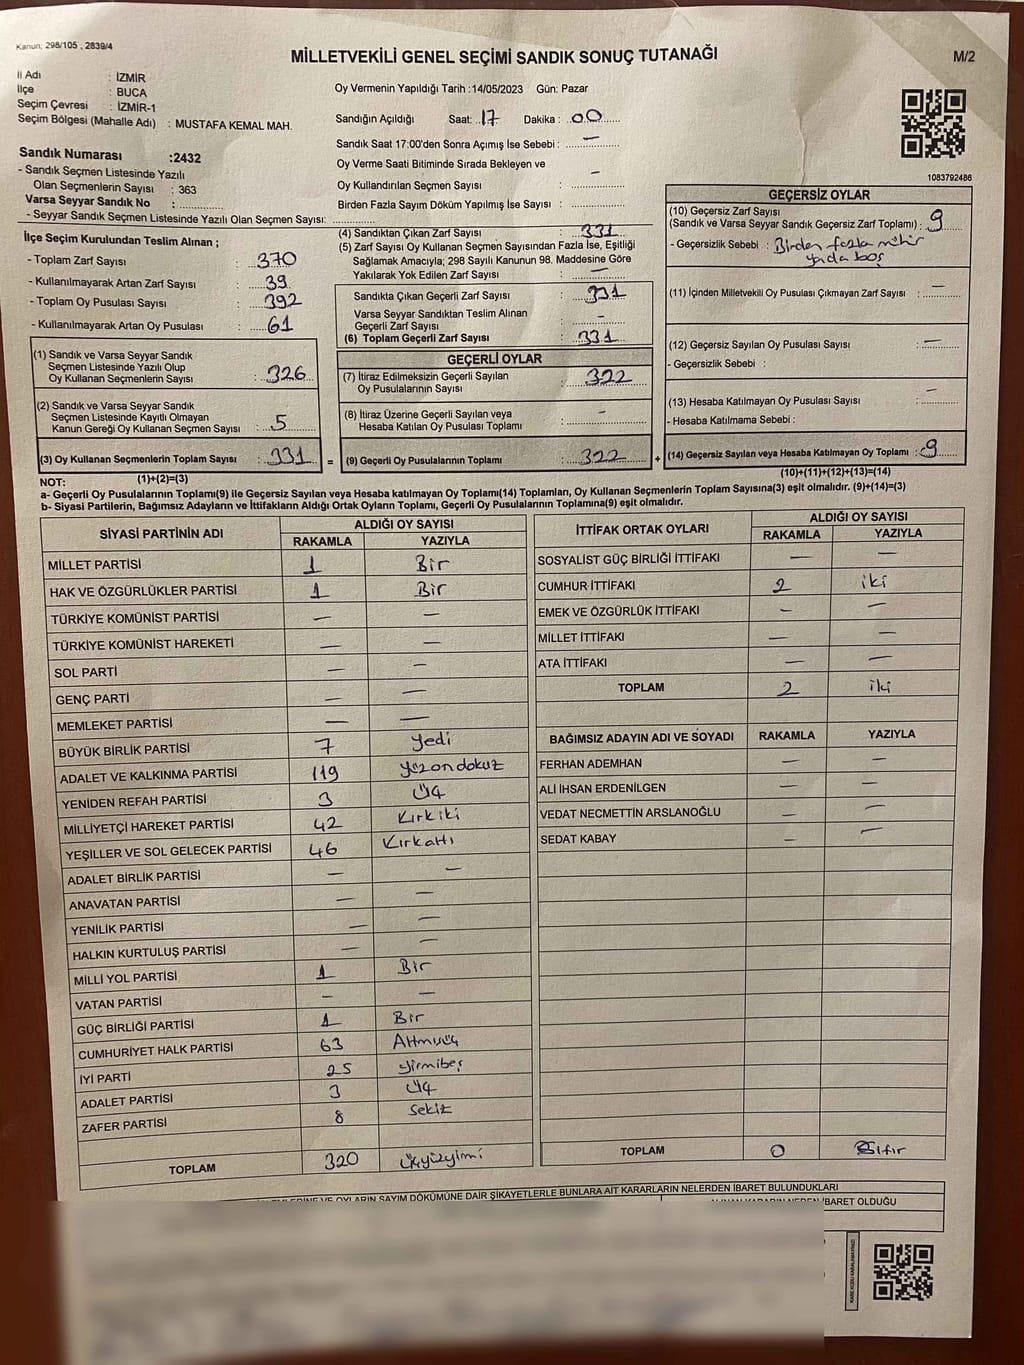 Kanun; 298/105 , 2839/4
MİLLETVEKİLİ GENEL SEÇİMİ SANDIK SONUÇ TUTANAĞI
M/2
İl Adı : İZMİR
İlçe : BUCA
Seçim Çevresi : İZMİR-1
Seçim Bölgesi (Mahalle Adı) : MUSTAFA KEMAL MAH.
Sandık Numarası :2432
- Sandık Seçmen Listesinde Yazılı
Olan Seçmenlerin Sayısı : 363
Varsa Seyyar Sandık No :
- Seyyar Sandık Seçmen Listesinde Yazılı Olan Seçmen Sayısı:
İlçe Seçim Kurulundan Teslim Alınan ;
- Toplam Zarf Sayısı : 370
- Kullanılmayarak Artan Zarf Sayısı : 39
- Toplam Oy Pusulası Sayısı : 392
- Kullanılmayarak Artan Oy Pusulası : 61
(1) Sandık ve Varsa Seyyar Sandık
Seçmen Listesinde Yazılı Olup
Oy Kullanan Seçmenlerin Sayısı : 326
(2) Sandık ve Varsa Seyyar Sandık
Seçmen Listesinde Kayıtlı Olmayan
Kanun Gereği Oy Kullanan Seçmen Sayısı : 5
(3) Oy Kullanan Seçmenlerin Toplam Sayısı : 331 =
(1)+(2)=(3)
Oy Vermenin Yapıldığı Tarih :14/05/2023 Gün: Pazar
Sandığın Açıldığı Saat: 17 Dakika : 00
Sandık Saat 17:00'den Sonra Açımış İse Sebebi : —
Oy Verme Saati Bitiminde Sırada Bekleyen ve
Oy Kullandırılan Seçmen Sayısı : —
Birden Fazla Sayım Döküm Yapılmış İse Sayısı :
(4) Sandıktan Çıkan Zarf Sayısı : 331
(5) Zarf Sayısı Oy Kullanan Seçmen Sayısından Fazla İse, Eşitliği
Sağlamak Amacıyla; 298 Sayılı Kanunun 98. Maddesine Göre
Yakılarak Yok Edilen Zarf Sayısı : —
Sandıkta Çıkan Geçerli Zarf Sayısı : 331
Varsa Seyyar Sandıktan Teslim Alınan
Geçerli Zarf Sayısı : -
(6) Toplam Geçerli Zarf Sayısı : 331
GEÇERLİ OYLAR
(7) İtiraz Edilmeksizin Geçerli Sayılan
Oy Pusulalarının Sayısı : 322
(8) İtiraz Üzerine Geçerli Sayılan veya
Hesaba Katılan Oy Pusulası Toplamı : -
(9) Geçerli Oy Pusulalarının Toplamı : 322 +
1083792486
GEÇERSİZ OYLAR
(10) Geçersiz Zarf Sayısı
(Sandık ve Varsa Seyyar Sandık Geçersiz Zarf Toplamı) : 9
- Geçersizlik Sebebi : Birden fazla mühür
yada boş
(11) İçinden Milletvekili Oy Pusulası Çıkmayan Zarf Sayısı : —
(12) Geçersiz Sayılan Oy Pusulası Sayısı : —
- Geçersizlik Sebebi :
(13) Hesaba Katılmayan Oy Pusulası Sayısı : —
- Hesaba Katılmama Sebebi :
(14) Geçersiz Sayılan veya Hesaba Katılmayan Oy Toplamı : 9
(10)+(11)+(12)+(13)=(14)
NOT:
a- Geçerli Oy Pusulalarının Toplamı(9) ile Geçersiz Sayılan veya Hesaba katılmayan Oy Toplamı(14) Toplamları, Oy Kullanan Seçmenlerin Toplam Sayısına(3) eşit olmalıdır. (9)+(14)=(3)
b- Siyasi Partilerin, Bağımsız Adayların ve İttifakların Aldığı Ortak Oyların Toplamı, Geçerli Oy Pusulalarının Toplamına(9) eşit olmalıdır.
SİYASİ PARTİNİN ADI ALDIĞI OY SAYISI
RAKAMLA YAZIYLA
MİLLET PARTİSİ 1 Bir
HAK VE ÖZGÜRLÜKLER PARTİSİ 1 Bir
TÜRKİYE KOMÜNİST PARTİSİ — —
TÜRKİYE KOMÜNİST HAREKETİ — —
SOL PARTİ — —
GENÇ PARTİ — —
MEMLEKET PARTİSİ — —
BÜYÜK BİRLİK PARTİSİ 7 Yedi
ADALET VE KALKINMA PARTİSİ 119 Yüzondokuz
YENİDEN REFAH PARTİSİ 3 Üç
MİLLİYETÇİ HAREKET PARTİSİ 42 Kırkiki
YEŞİLLER VE SOL GELECEK PARTİSİ 46 Kırkaltı
ADALET BİRLİK PARTİSİ — —
ANAVATAN PARTİSİ — —
YENİLİK PARTİSİ — —
HALKIN KURTULUŞ PARTİSİ — —
MİLLİ YOL PARTİSİ 1 Bir
VATAN PARTİSİ — —
GÜÇ BİRLİĞİ PARTİSİ 1 Bir
CUMHURİYET HALK PARTİSİ 63 Altmışüç
İYİ PARTİ 25 Yirmibeş
ADALET PARTİSİ 3 Üç
ZAFER PARTİSİ 8 Sekiz
TOPLAM 320 Üçyüzyirmi
İTTİFAK ORTAK OYLARI ALDIĞI OY SAYISI
RAKAMLA YAZIYLA
SOSYALİST GÜÇ BİRLİĞİ İTTİFAKI — —
CUMHUR İTTİFAKI 2 iki
EMEK VE ÖZGÜRLÜK İTTİFAKI — —
MİLLET İTTİFAKI — —
ATA İTTİFAKI — —
TOPLAM 2 iki
BAĞIMSIZ ADAYIN ADI VE SOYADI RAKAMLA YAZIYLA
FERHAN ADEMHAN — —
ALİ İHSAN ERDENİLGEN — —
VEDAT NECMETTİN ARSLANOĞLU — —
SEDAT KABAY — —
TOPLAM 0 Sıfır
VE OYLARIN SAYIM DÖKÜMÜNE DAİR ŞİKAYETLERLE BUNLARA AİT KARARLARIN NELERDEN İBARET BULUNDUKLARI
İBARET OLDUĞU